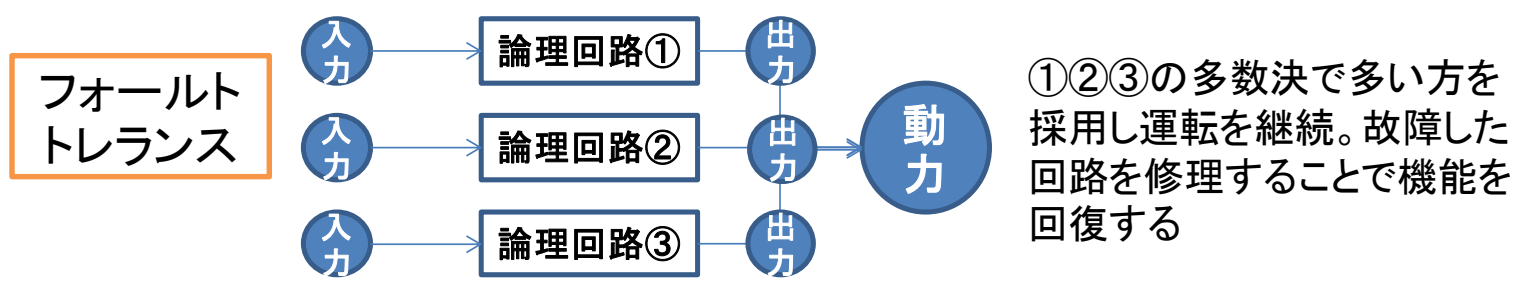 フォールト
トレランス
入力
論理回路①
出力
入力
論理回路②
出力
入力
論理回路③
出力
動力
①②③の多数決で多い方を
採用し運転を継続。故障した
回路を修理することで機能を
回復する